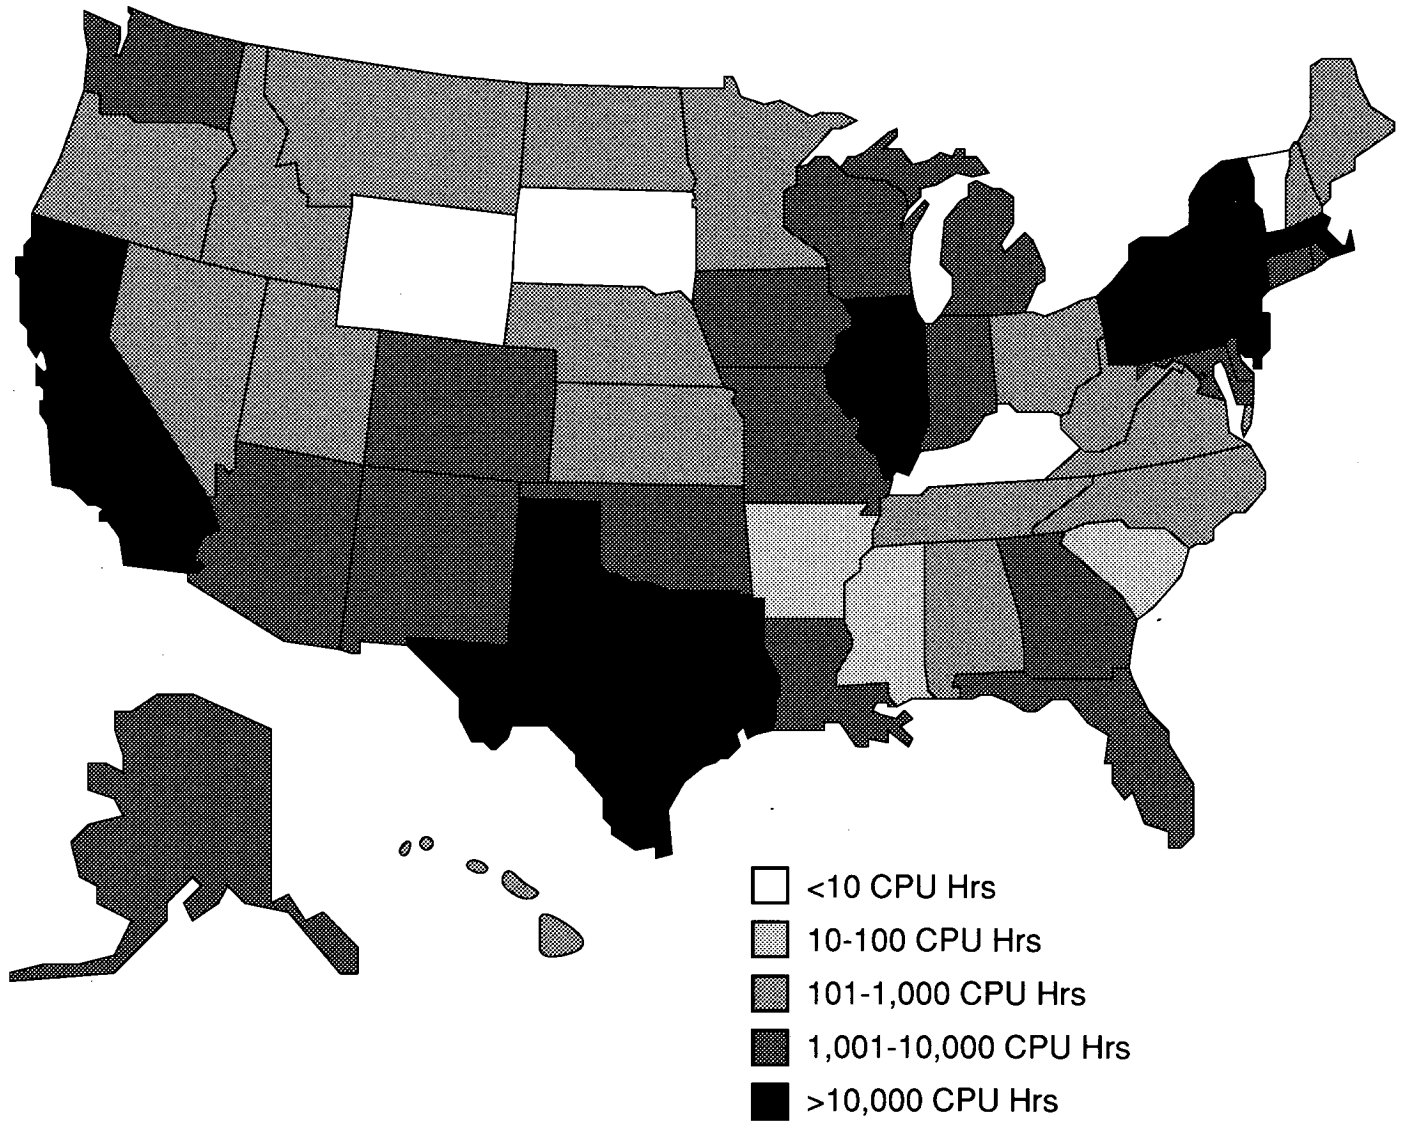 <10 CPU Hrs
10-100 CPU Hrs
101-1,000 CPU Hrs
1,001-10,000 CPU Hrs
>10,000 CPU Hrs